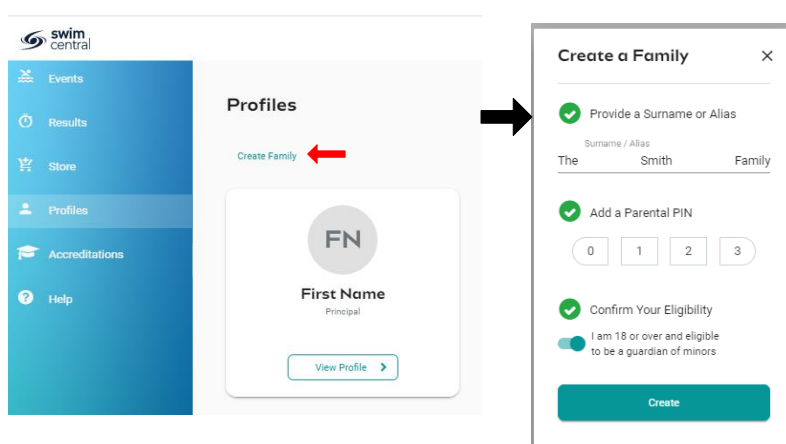 swim
central
Events
Results
Store
Profiles
Accreditations
Help
Profiles
Create Family
FN
First Name
Principal
View Profile
Create a Family
Provide a Surname or Alias
Surname / Alias
The Smith Family
Add a Parental PIN
0 1 2 3
Confirm Your Eligibility
I am 18 or over and eligible
to be a guardian of minors
Create